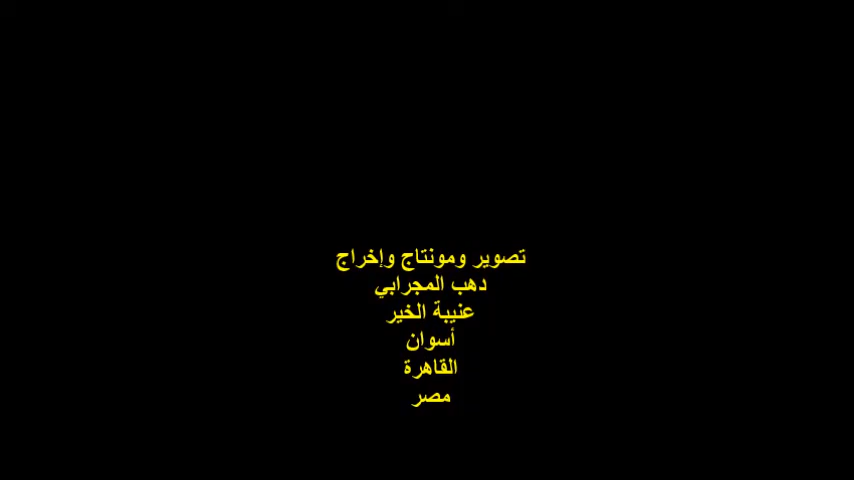 تصوير ومونتاج وإخراج
دهب المجرابي
عنيبة الخير
أسوان
القاهرة
مصر